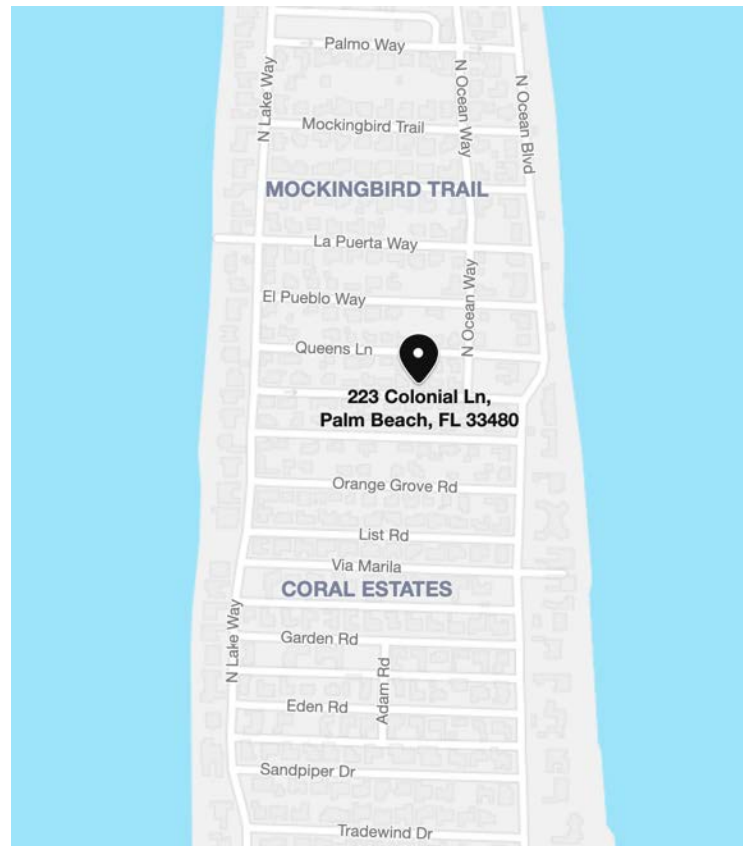 Palmo Way
N Lake Way
N Ocean Way
N Ocean Blvd
Mockingbird Trail
MOCKINGBIRD TRAIL
La Puerta Way
El Pueblo Way
N Ocean Way
Queens Ln
223 Colonial Ln,
Palm Beach, FL 33480
Orange Grove Rd
List Rd
Via Marila
CORAL ESTATES
N Lake Way
Garden Rd
Adam Rd
Eden Rd
Sandpiper Dr
Tradewind Dr